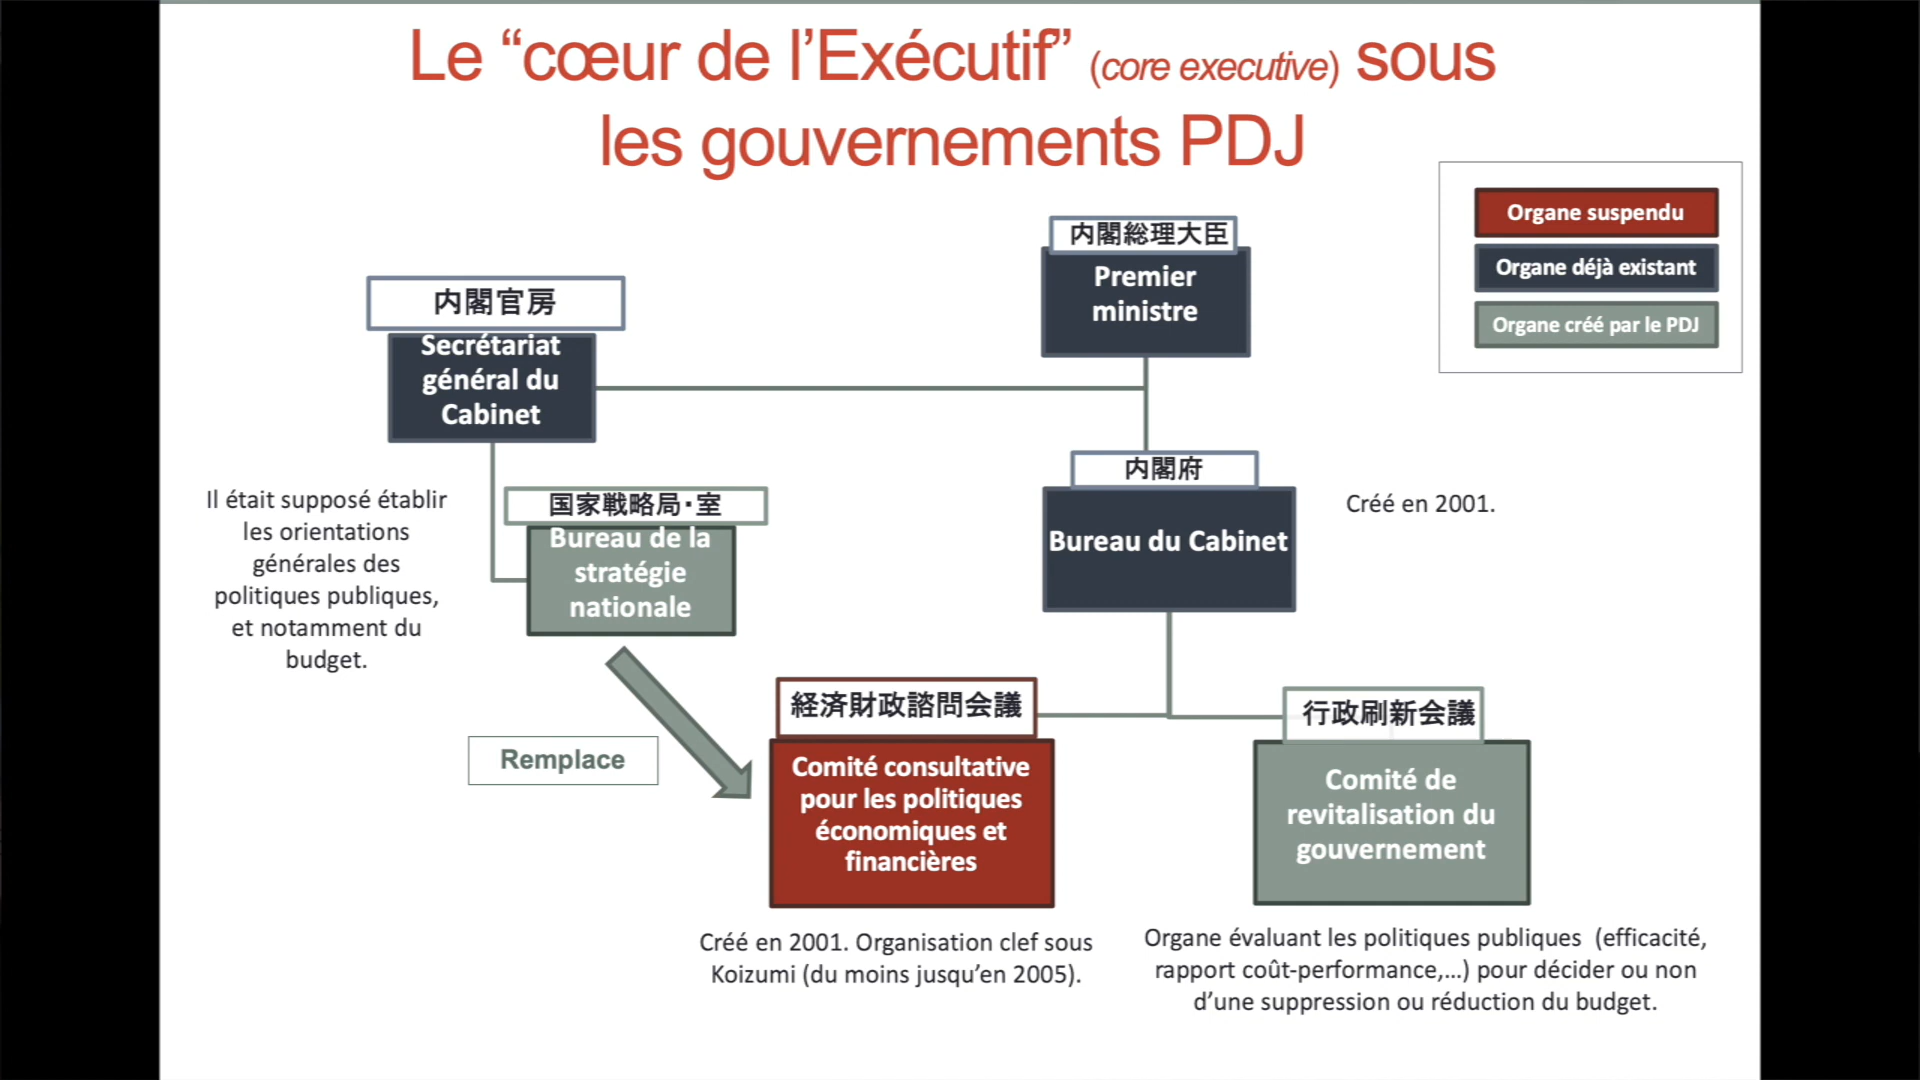 Le “cœur de l’Exécutif” (core executive) sous
les gouvernements PDJ
Organe suspendu
Organe déjà existant
Organe créé par le PDJ
内閣総理大臣
Premier
ministre
内閣官房
Secrétariat
général du
Cabinet
内閣府
Bureau du Cabinet
Créé en 2001.
Il était supposé établir
les orientations
générales des
politiques publiques,
et notamment du
budget.
国家戦略局・室
Bureau de la
stratégie
nationale
Remplace
経済財政諮問会議
Comité consultative
pour les politiques
économiques et
financières
Créé en 2001. Organisation clef sous
Koizumi (du moins jusqu’en 2005).
行政刷新会議
Comité de
revitalisation du
gouvernement
Organe évaluant les politiques publiques (efficacité,
rapport coût-performance,…) pour décider ou non
d’une suppression ou réduction du budget.